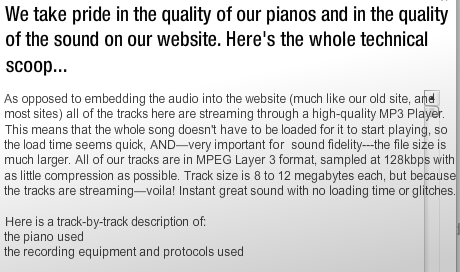 We take pride in the quality of our pianos and in the quality
of the sound on our website. Here's the whole technical
scoop...
As opposed to embedding the audio into the website (much like our old site, and
most sites) all of the tracks here are streaming through a high-quality MP3 Player.
This means that the whole song doesn't have to be loaded for it to start playing, so
the load time seems quick, AND—very important for  sound fidelity---the file size is
much larger. All of our tracks are in MPEG Layer 3 format, sampled at 128kbps with
as little compression as possible. Track size is 8 to 12 megabytes each, but because
the tracks are streaming—voila! Instant great sound with no loading time or glitches.
Here is a track-by-track description of:
the piano used
the recording equipment and protocols used